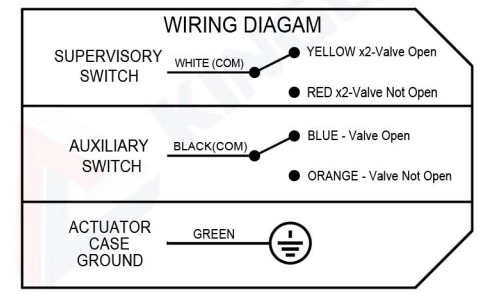 WIRING DIAGAM
SUPERVISORY
SWITCH
WHITE (COM)
YELLOW x2-Valve Open
RED x2-Valve Not Open
AUXILIARY
SWITCH
BLACK(COM)
BLUE - Valve Open
ORANGE - Valve Not Open
ACTUATOR
CASE
GROUND
GREEN